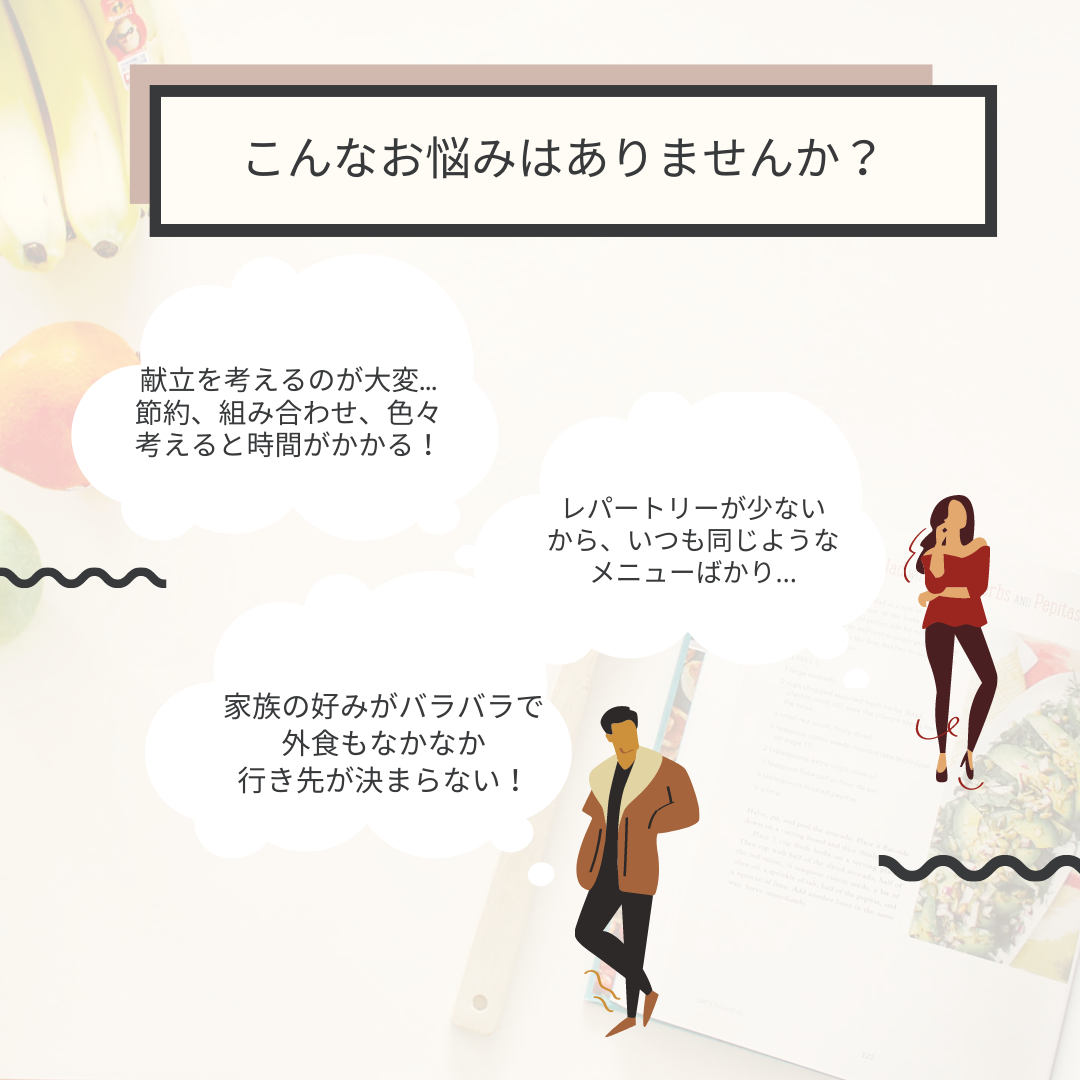 こんなお悩みはありませんか？
献立を考えるのが大変...
節約、組み合わせ、色々
考えると時間がかかる！
レパートリーが少ない
から、いつも同じような
メニューばかり...
家族の好みがバラバラで
外食もなかなか
行き先が決まらない！